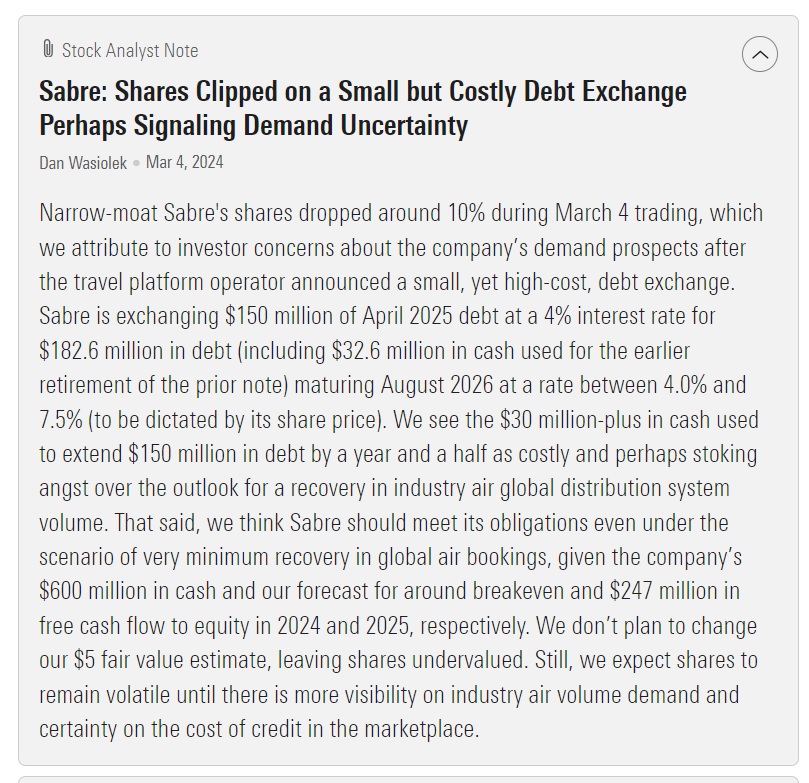 Stock Analyst Note
Sabre: Shares Clipped on a Small but Costly Debt Exchange
Perhaps Signaling Demand Uncertainty
Dan Wasiolek • Mar 4, 2024
Narrow-moat Sabre's shares dropped around 10% during March 4 trading, which
we attribute to investor concerns about the company’s demand prospects after
the travel platform operator announced a small, yet high-cost, debt exchange.
Sabre is exchanging $150 million of April 2025 debt at a 4% interest rate for
$182.6 million in debt (including $32.6 million in cash used for the earlier
retirement of the prior note) maturing August 2026 at a rate between 4.0% and
7.5% (to be dictated by its share price). We see the $30 million-plus in cash used
to extend $150 million in debt by a year and a half as costly and perhaps stoking
angst over the outlook for a recovery in industry air global distribution system
volume. That said, we think Sabre should meet its obligations even under the
scenario of very minimum recovery in global air bookings, given the company’s
$600 million in cash and our forecast for around breakeven and $247 million in
free cash flow to equity in 2024 and 2025, respectively. We don’t plan to change
our $5 fair value estimate, leaving shares undervalued. Still, we expect shares to
remain volatile until there is more visibility on industry air volume demand and
certainty on the cost of credit in the marketplace.